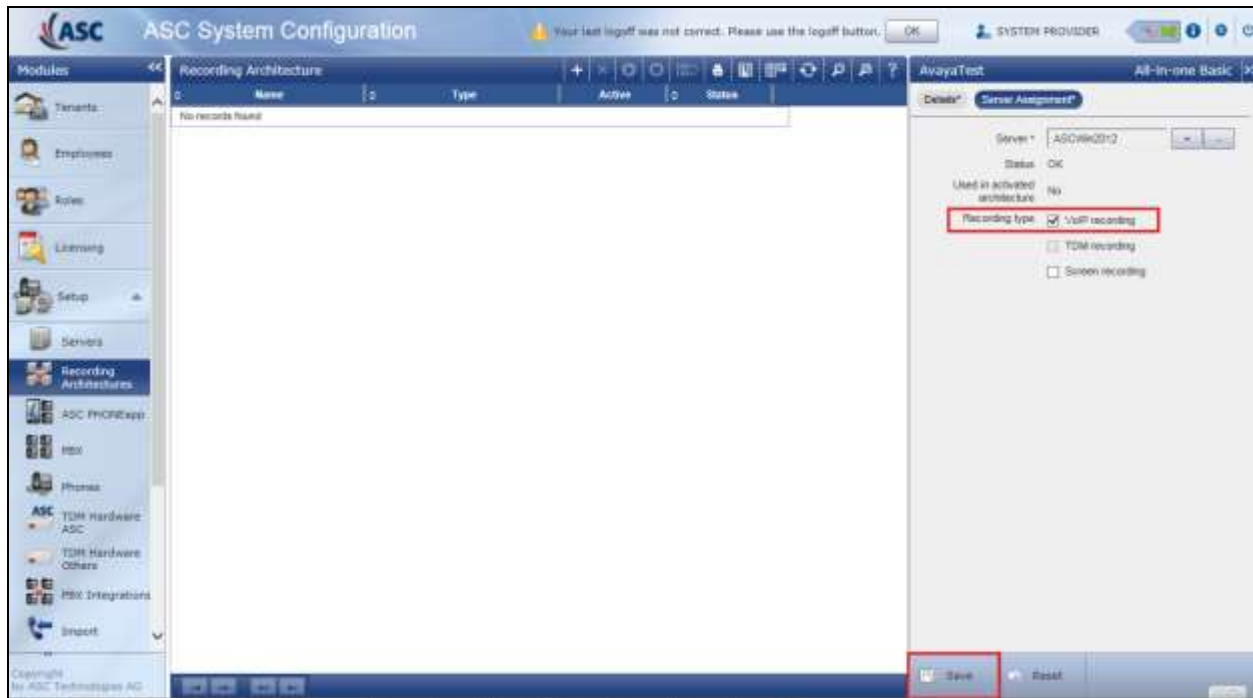 ASC
ASC System Configuration
Your last logoff was not correct. Please use the logoff button.
OK
SYSTEM PROVIDER
Modules
Recording Architecture
AvayaTest
All-in-one Basic
Name
Type
Active
Status
No records found
Details*
Server Assignment*
Server *
ASCWin2012
Status
OK
Used in activated
architecture
No
Recording type
VoIP recording
TDM recording
Screen recording
Tenants
Employees
Roles
Licensing
Setup
Servers
Recording
Architectures
ASC PHONEapp
PBX
Phones
ASC
TDM Hardware
ASC
TDM Hardware
Others
PBX Integrations
Import
Copyright
by ASC Technologies AG
Save
Reset